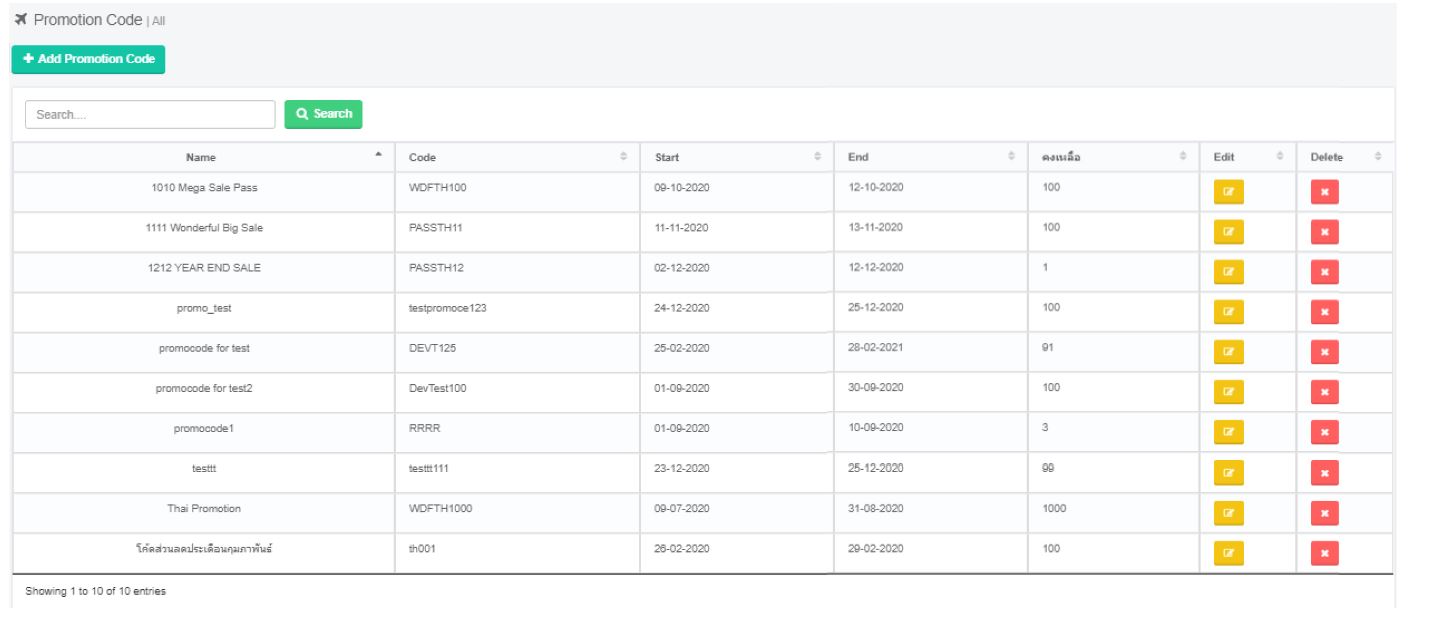 Promotion Code | All
Add Promotion Code
Search.... Search
Name Code Start End คงเหลือ Edit Delete
1010 Mega Sale Pass WDFTH100 09-10-2020 12-10-2020 100
1111 Wonderful Big Sale PASSTH11 11-11-2020 13-11-2020 100
1212 YEAR END SALE PASSTH12 02-12-2020 12-12-2020 1
promo_test testpromoce123 24-12-2020 25-12-2020 100
promocode for test DEVT125 25-02-2020 28-02-2021 91
promocode for test2 DevTest100 01-09-2020 30-09-2020 100
promocode1 RRRR 01-09-2020 10-09-2020 3
testtt testtt111 23-12-2020 25-12-2020 99
Thai Promotion WDFTH1000 09-07-2020 31-08-2020 1000
โค้ดส่วนลดประเดือนกุมภาพันธ์ th001 26-02-2020 29-02-2020 100
Showing 1 to 10 of 10 entries